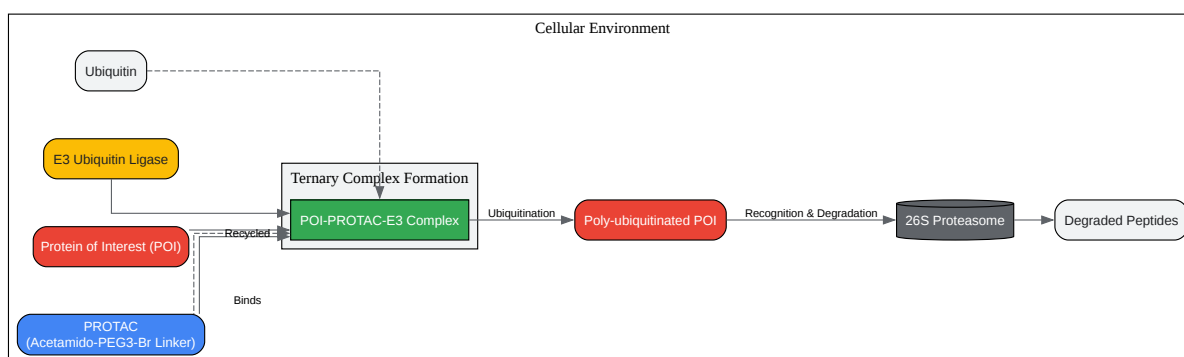 Cellular Environment
Ubiquitin
E3 Ubiquitin Ligase
Ternary Complex Formation
POI-PROTAC-E3 Complex
Ubiquitination
Poly-ubiquitinated POI
Recognition & Degradation
26S Proteasome
Degraded Peptides
Recycled
Protein of Interest (POI)
Binds
PROTAC
(Acetamido-PEG3-Br Linker)